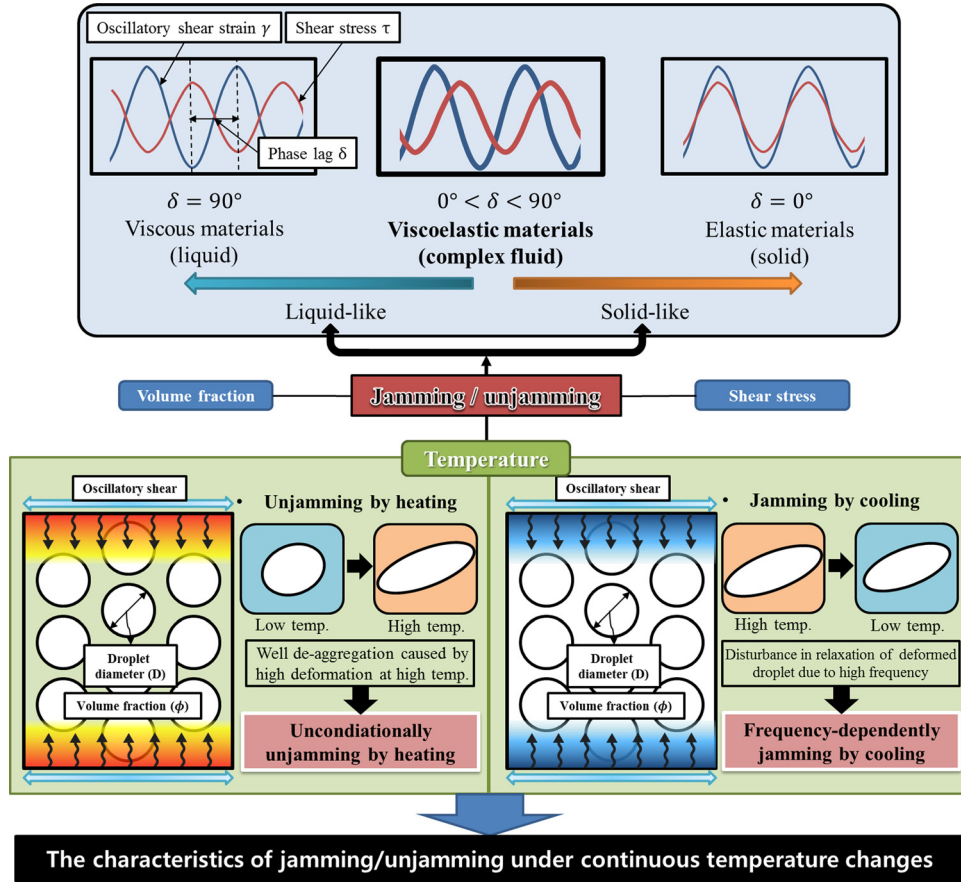 Oscillatory shear strain γ
Shear stress τ
Phase lag δ
δ = 90°
Viscous materials
(liquid)
0° < δ < 90°
Viscoelastic materials
(complex fluid)
δ = 0°
Elastic materials
(solid)
Liquid-like
Solid-like
Volume fraction
Jamming / unjamming
Shear stress
Temperature
Oscillatory shear
• Unjamming by heating
Low temp.
High temp.
Droplet
diameter (D)
Volume fraction (ϕ)
Well de-aggregation caused by
high deformation at high temp.
Uncondiationally
unjamming by heating
Oscillatory shear
• Jamming by cooling
High temp.
Low temp.
Droplet
diameter (D)
Volume fraction (ϕ)
Disturbance in relaxation of deformed
droplet due to high frequency
Frequency-dependently
jamming by cooling
The characteristics of jamming/unjamming under continuous temperature changes